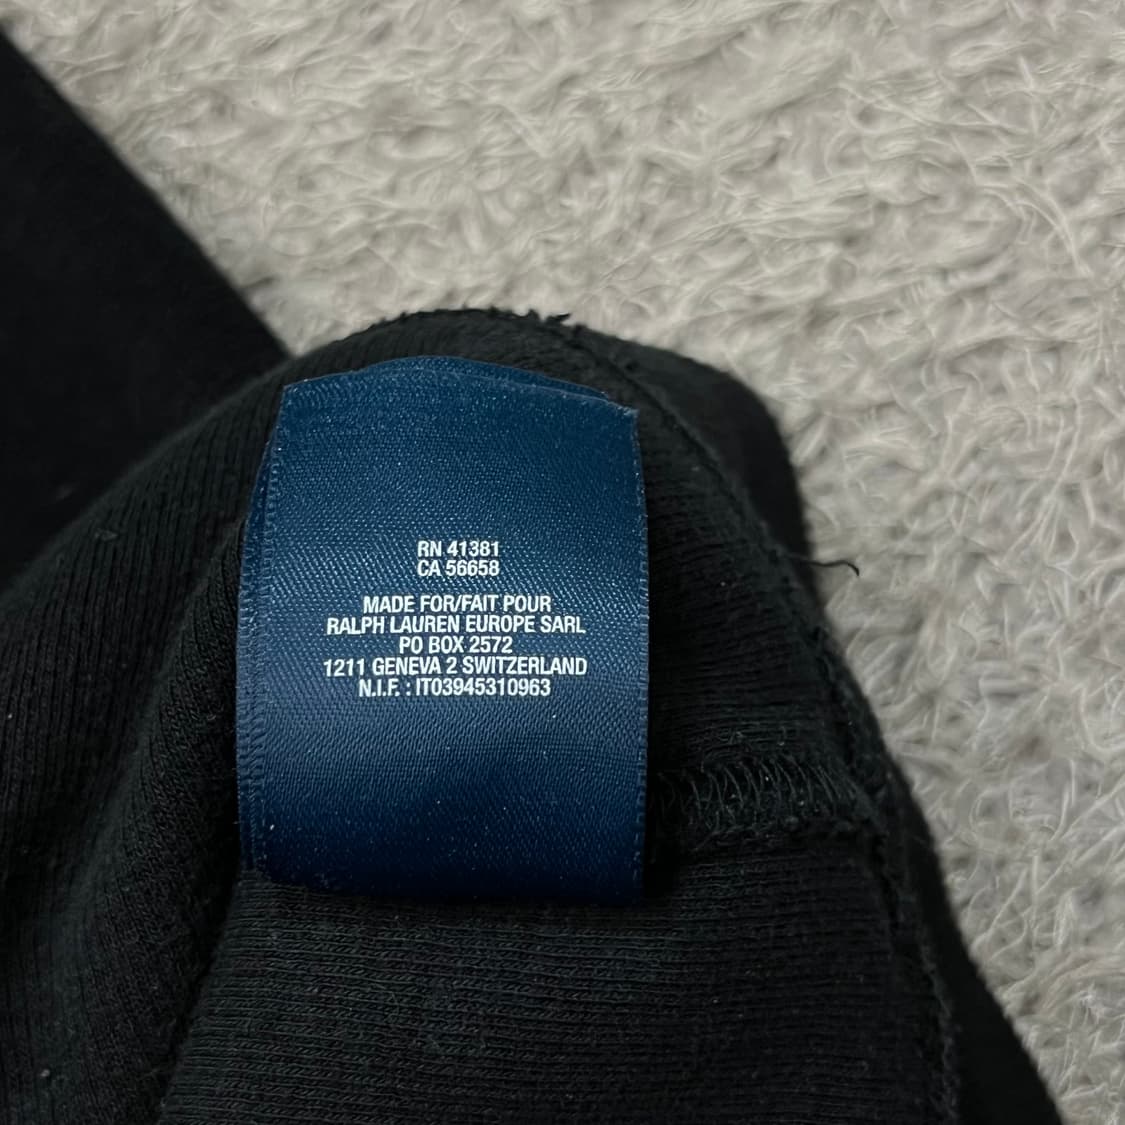 RN 41381
CA 56658
MADE FOR/FAIT POUR
RALPH LAUREN EUROPE SARL
PO BOX 2572
1211 GENEVA 2 SWITZERLAND
N.I.F. : IT03945310963